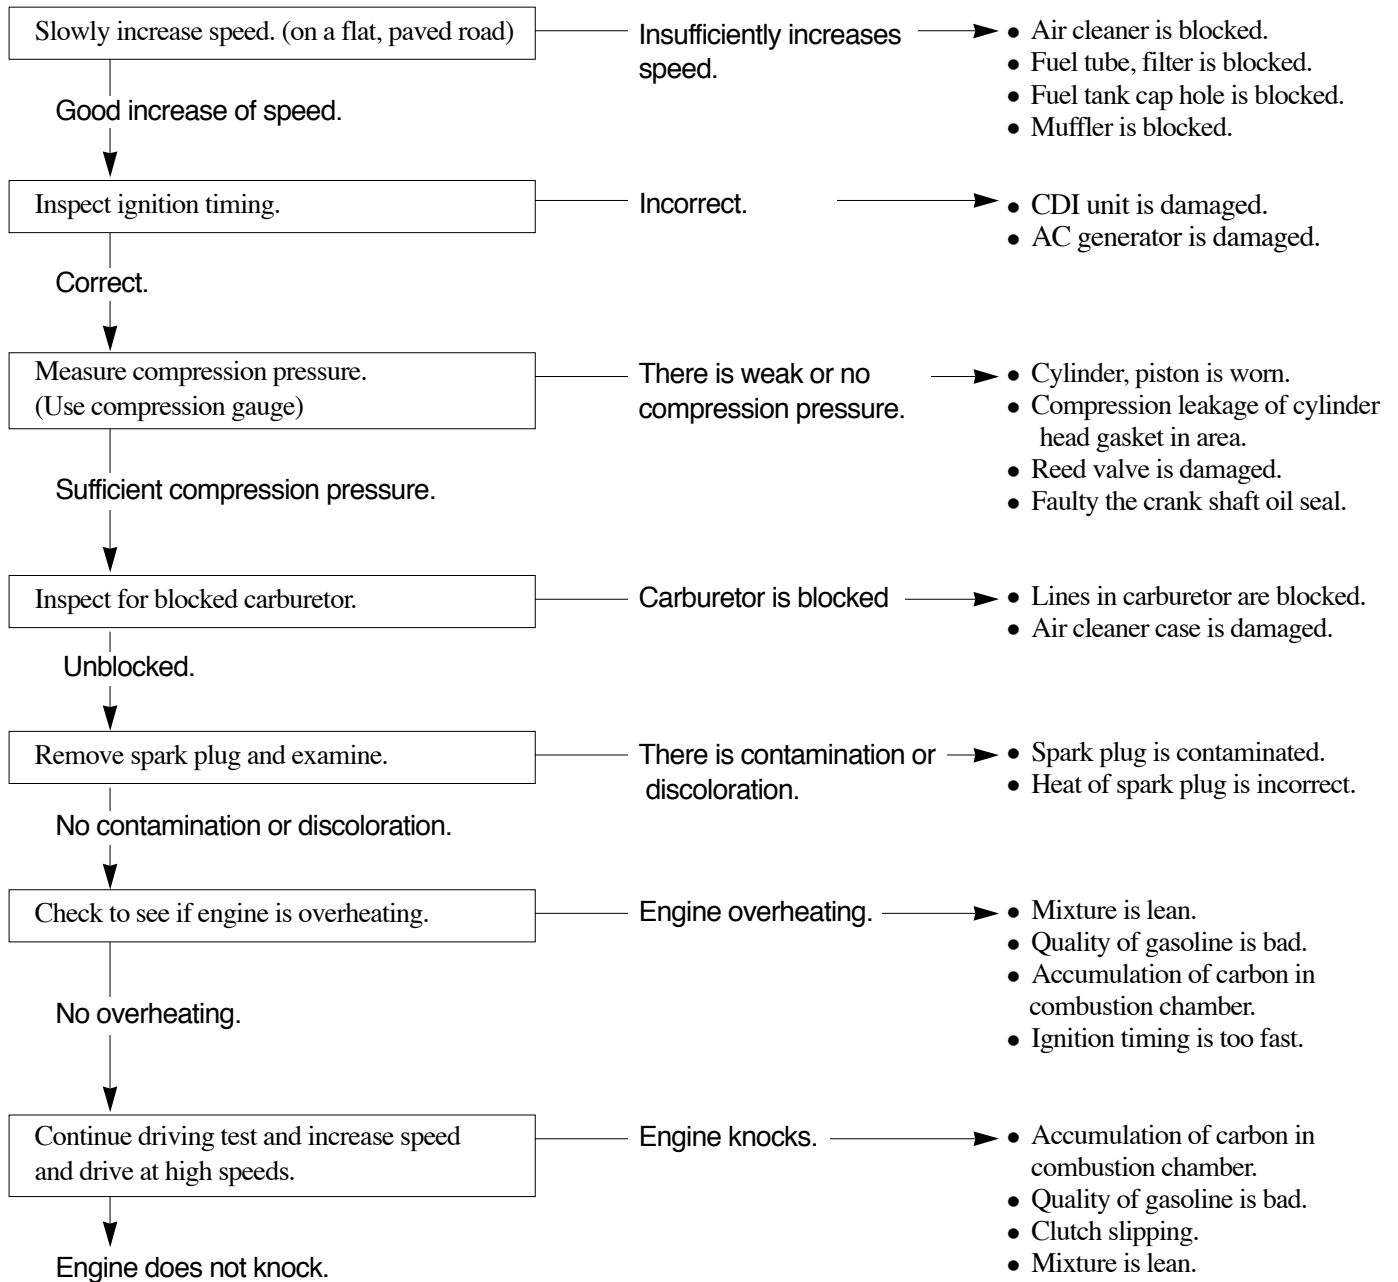 Slowly increase speed. (on a flat, paved road)
Insufficiently increases
speed.
● Air cleaner is blocked.
● Fuel tube, filter is blocked.
● Fuel tank cap hole is blocked.
● Muffler is blocked.
Good increase of speed.
Inspect ignition timing.
Incorrect.
● CDI unit is damaged.
● AC generator is damaged.
Correct.
Measure compression pressure.
(Use compression gauge)
There is weak or no
compression pressure.
● Cylinder, piston is worn.
● Compression leakage of cylinder
head gasket in area.
● Reed valve is damaged.
● Faulty the crank shaft oil seal.
Sufficient compression pressure.
Inspect for blocked carburetor.
Carburetor is blocked
● Lines in carburetor are blocked.
● Air cleaner case is damaged.
Unblocked.
Remove spark plug and examine.
There is contamination or
discoloration.
● Spark plug is contaminated.
● Heat of spark plug is incorrect.
No contamination or discoloration.
Check to see if engine is overheating.
Engine overheating.
● Mixture is lean.
● Quality of gasoline is bad.
● Accumulation of carbon in
combustion chamber.
● Ignition timing is too fast.
No overheating.
Continue driving test and increase speed
and drive at high speeds.
Engine knocks.
● Accumulation of carbon in
combustion chamber.
● Quality of gasoline is bad.
● Clutch slipping.
● Mixture is lean.
Engine does not knock.